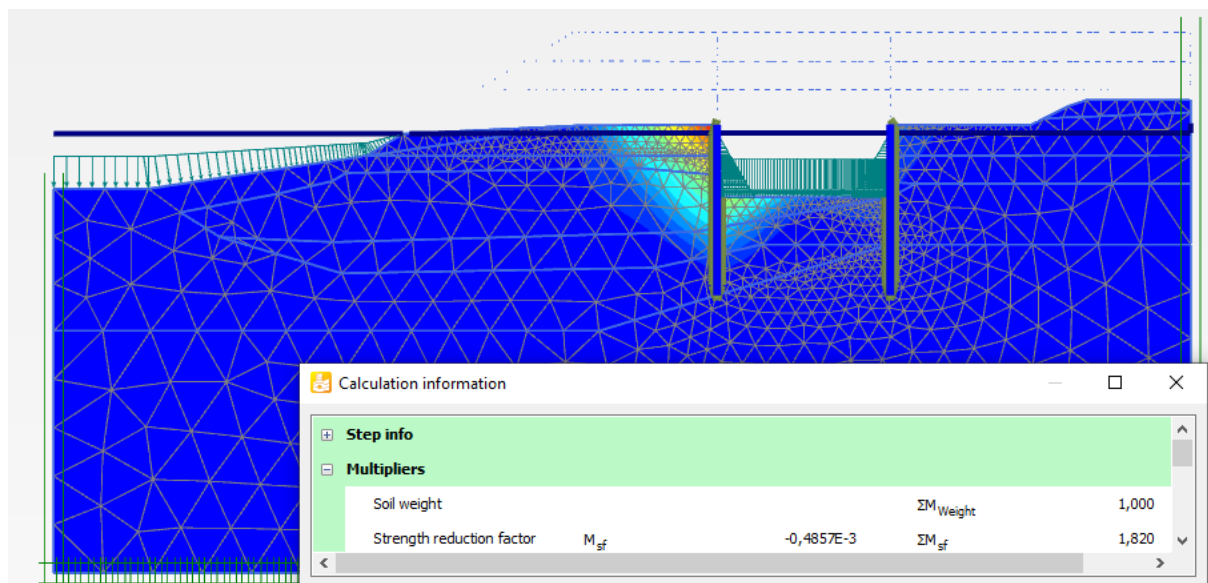 Calculation information
Step info
Multipliers
Soil weight ΣM Weight 1,000
Strength reduction factor M sf -0,4857E-3 ΣM sf 1,820